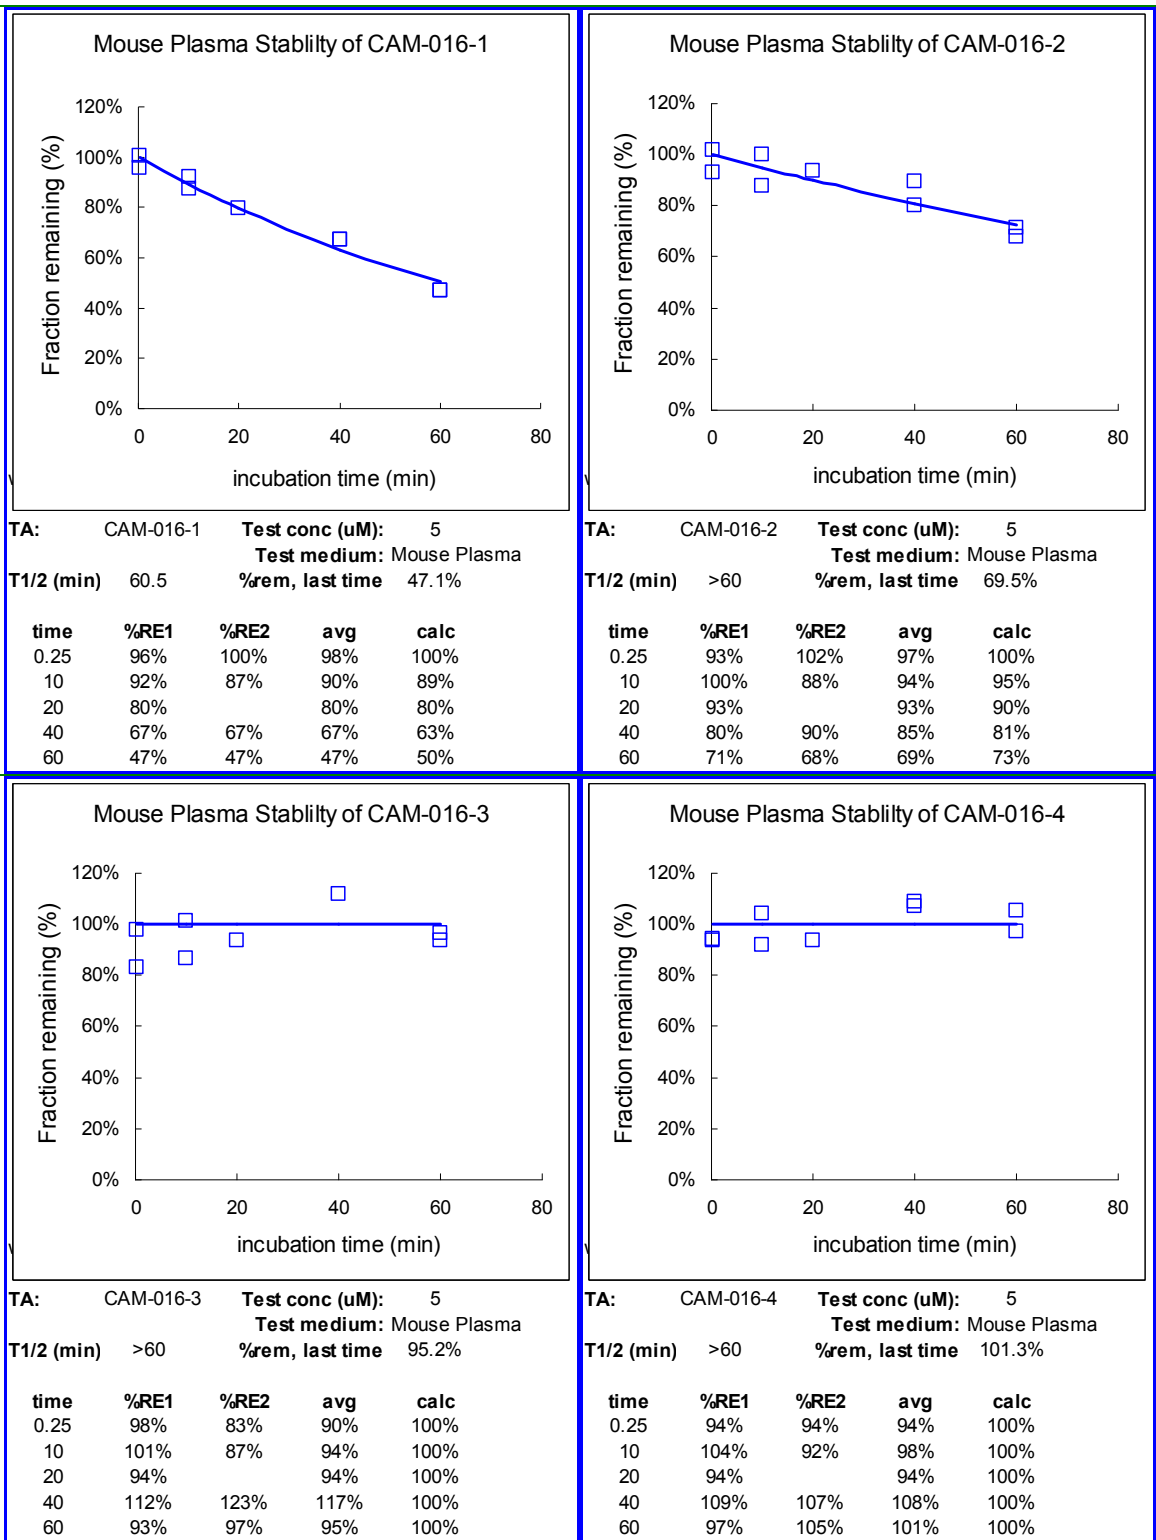 Mouse Plasma Stablilty of CAM-016-1
Fraction remaining (%)
120%
100%
80%
60%
40%
20%
0%
0 20 40 60 80
incubation time (min)
TA: CAM-016-1 Test conc (uM): 5
Test medium: Mouse Plasma
T1/2 (min) 60.5 %rem, last time 47.1%
time %RE1 %RE2 avg calc
0.25 96% 100% 98% 100%
10 92% 87% 90% 89%
20 80% 80% 80%
40 67% 67% 67% 63%
60 47% 47% 47% 50%
Mouse Plasma Stablilty of CAM-016-2
Fraction remaining (%)
120%
100%
80%
60%
40%
20%
0%
0 20 40 60 80
incubation time (min)
TA: CAM-016-2 Test conc (uM): 5
Test medium: Mouse Plasma
T1/2 (min) >60 %rem, last time 69.5%
time %RE1 %RE2 avg calc
0.25 93% 102% 97% 100%
10 100% 88% 94% 95%
20 93% 93% 90%
40 80% 90% 85% 81%
60 71% 68% 69% 73%
Mouse Plasma Stablilty of CAM-016-3
Fraction remaining (%)
120%
100%
80%
60%
40%
20%
0%
0 20 40 60 80
incubation time (min)
TA: CAM-016-3 Test conc (uM): 5
Test medium: Mouse Plasma
T1/2 (min) >60 %rem, last time 95.2%
time %RE1 %RE2 avg calc
0.25 98% 83% 90% 100%
10 101% 87% 94% 100%
20 94% 94% 100%
40 112% 123% 117% 100%
60 93% 97% 95% 100%
Mouse Plasma Stablilty of CAM-016-4
Fraction remaining (%)
120%
100%
80%
60%
40%
20%
0%
0 20 40 60 80
incubation time (min)
TA: CAM-016-4 Test conc (uM): 5
Test medium: Mouse Plasma
T1/2 (min) >60 %rem, last time 101.3%
time %RE1 %RE2 avg calc
0.25 94% 94% 94% 100%
10 104% 92% 98% 100%
20 94% 94% 100%
40 109% 107% 108% 100%
60 97% 105% 101% 100%